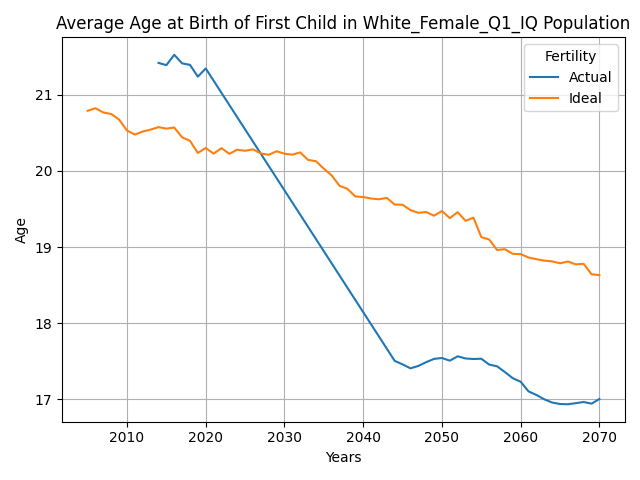 Average Age at Birth of First Child in White_Female_Q1_IQ Population
Fertility
Actual
Ideal
Age
21
20
19
18
17
2010 2020 2030 2040 2050 2060 2070
Years